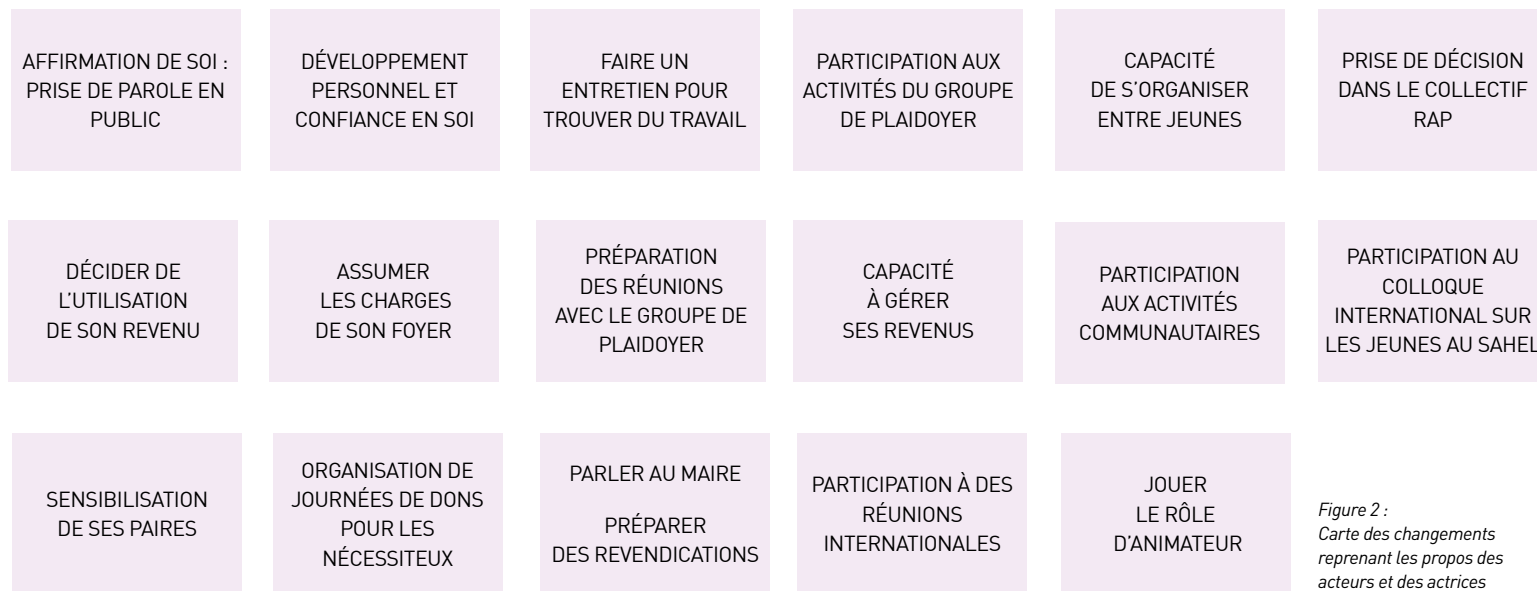 AFFIRMATION DE SOI :
PRISE DE PAROLE EN
PUBLIC
DÉVELOPPEMENT
PERSONNEL ET
CONFIANCE EN SOI
FAIRE UN
ENTRETIEN POUR
TROUVER DU TRAVAIL
PARTICIPATION AUX
ACTIVITÉS DU GROUPE
DE PLAIDOYER
CAPACITÉ
DE S’ORGANISER
ENTRE JEUNES
PRISE DE DÉCISION
DANS LE COLLECTIF
RAP
DÉCIDER DE
L’UTILISATION
DE SON REVENU
ASSUMER
LES CHARGES
DE SON FOYER
PRÉPARATION
DES RÉUNIONS
AVEC LE GROUPE DE
PLAIDOYER
CAPACITÉ
À GÉRER
SES REVENUS
PARTICIPATION
AUX ACTIVITÉS
COMMUNAUTAIRES
PARTICIPATION AU
COLLOQUE
INTERNATIONAL SUR
LES JEUNES AU SAHEL
SENSIBILISATION
DE SES PAIRES
ORGANISATION DE
JOURNÉES DE DONS
POUR LES
NÉCESSITEUX
PARLER AU MAIRE
PRÉPARER
DES REVENDICATIONS
PARTICIPATION À DES
RÉUNIONS
INTERNATIONALES
JOUER
LE RÔLE
D’ANIMATEUR
Figure 2 :
Carte des changements
reprenant les propos des
acteurs et des actrices